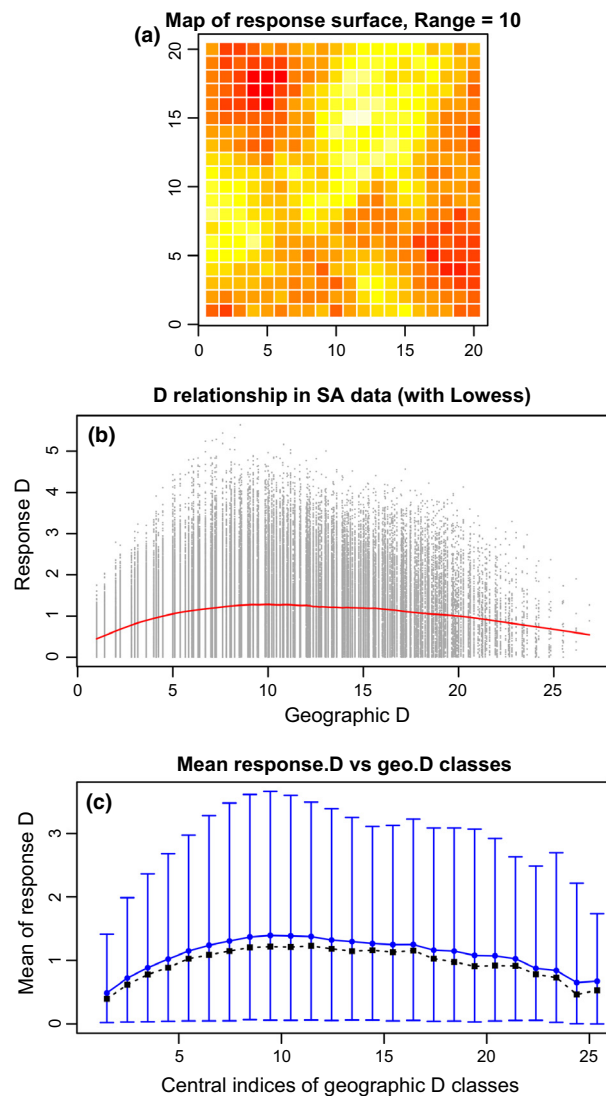 Map of response surface, Range = 10
(a)
20
15
10
5
0
0 5 10 15 20
D relationship in SA data (with Lowess)
(b)
Response D
5
4
3
2
1
0
0 5 10 15 20 25
Geographic D
Mean response.D vs geo.D classes
(c)
Mean of response D
3
2
1
0
5 10 15 20 25
Central indices of geographic D classes